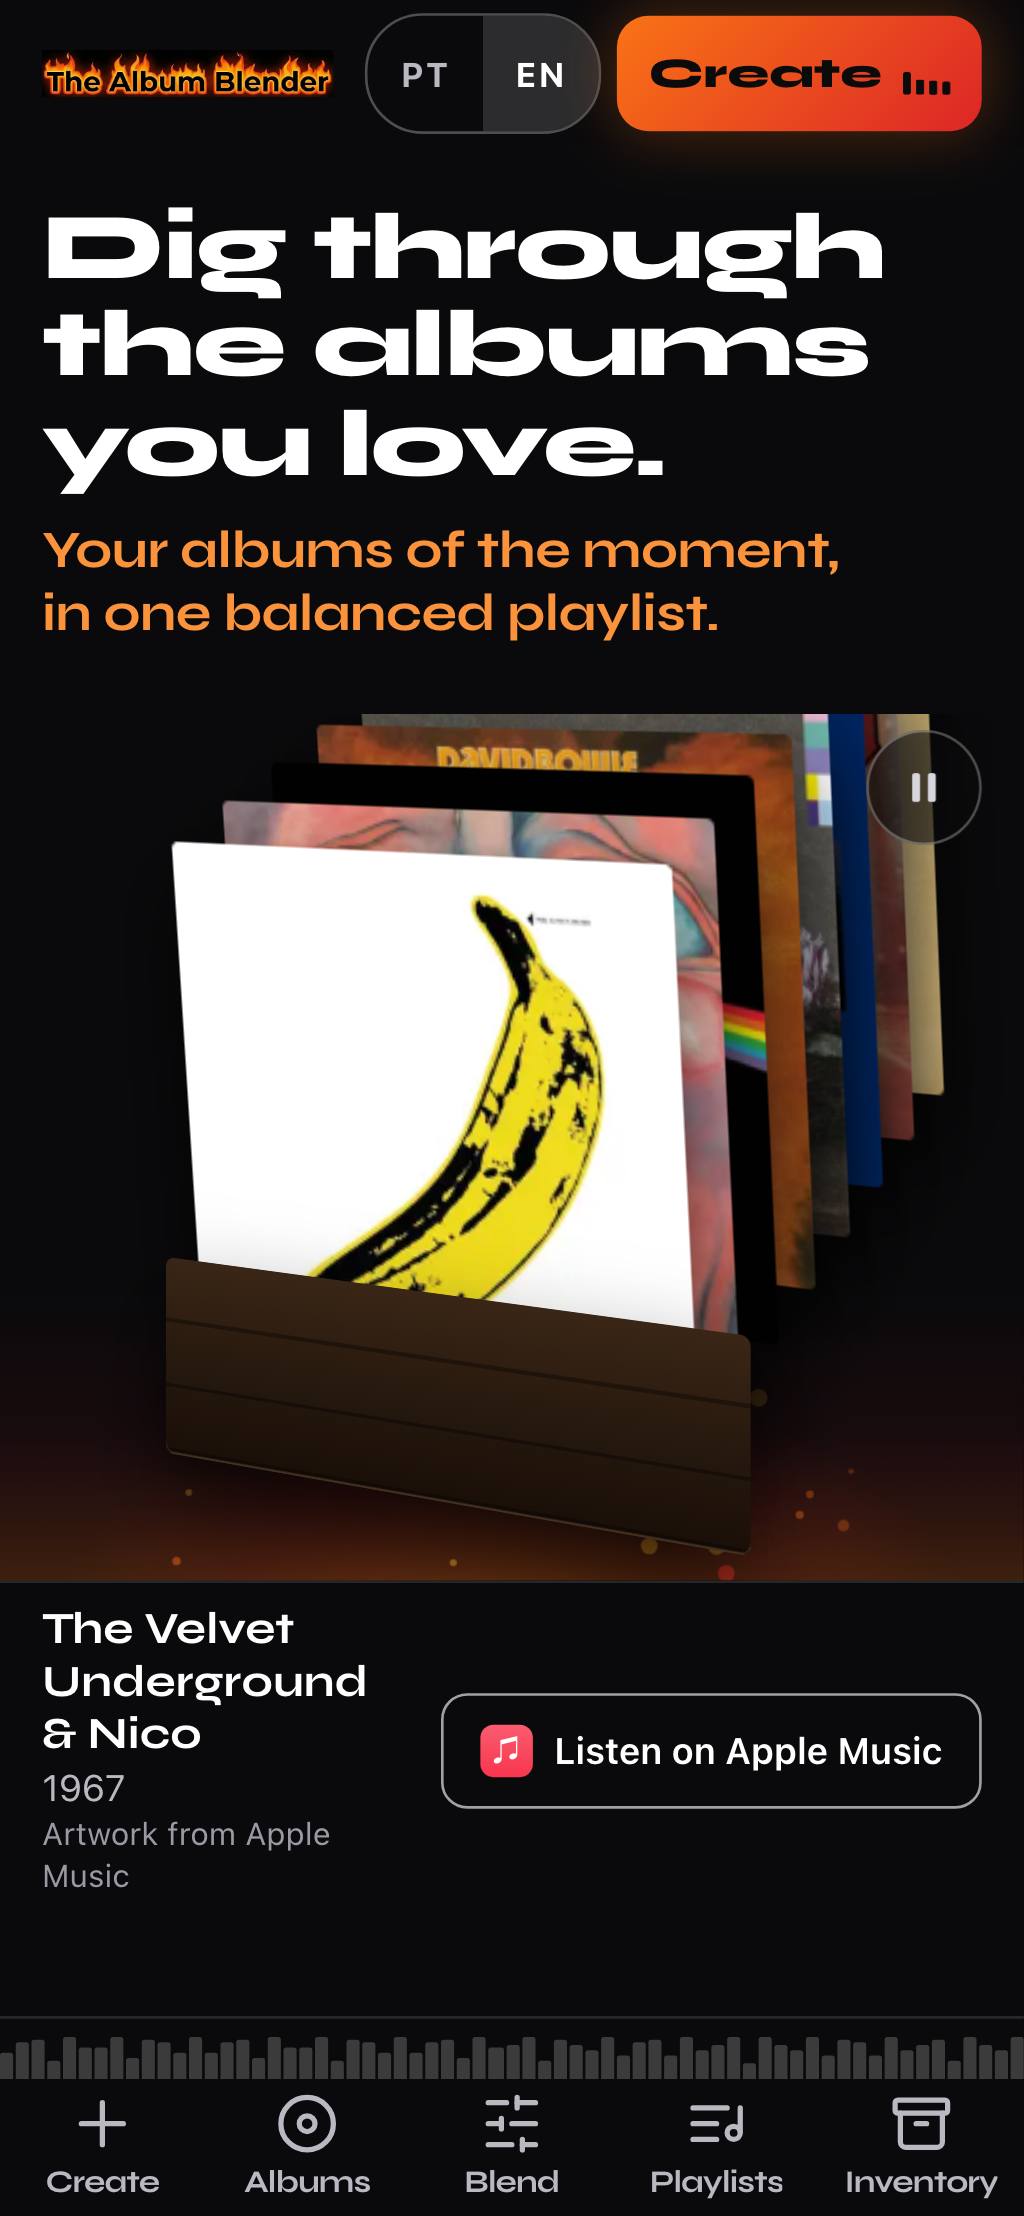 The Album Blender
PT
EN
Create
Dig through
the albums
you love.
Your albums of the moment,
in one balanced playlist.
DAVID BOWIE
The Velvet
Underground
& Nico
1967
Artwork from Apple
Music
Listen on Apple Music
Create
Albums
Blend
Playlists
Inventory